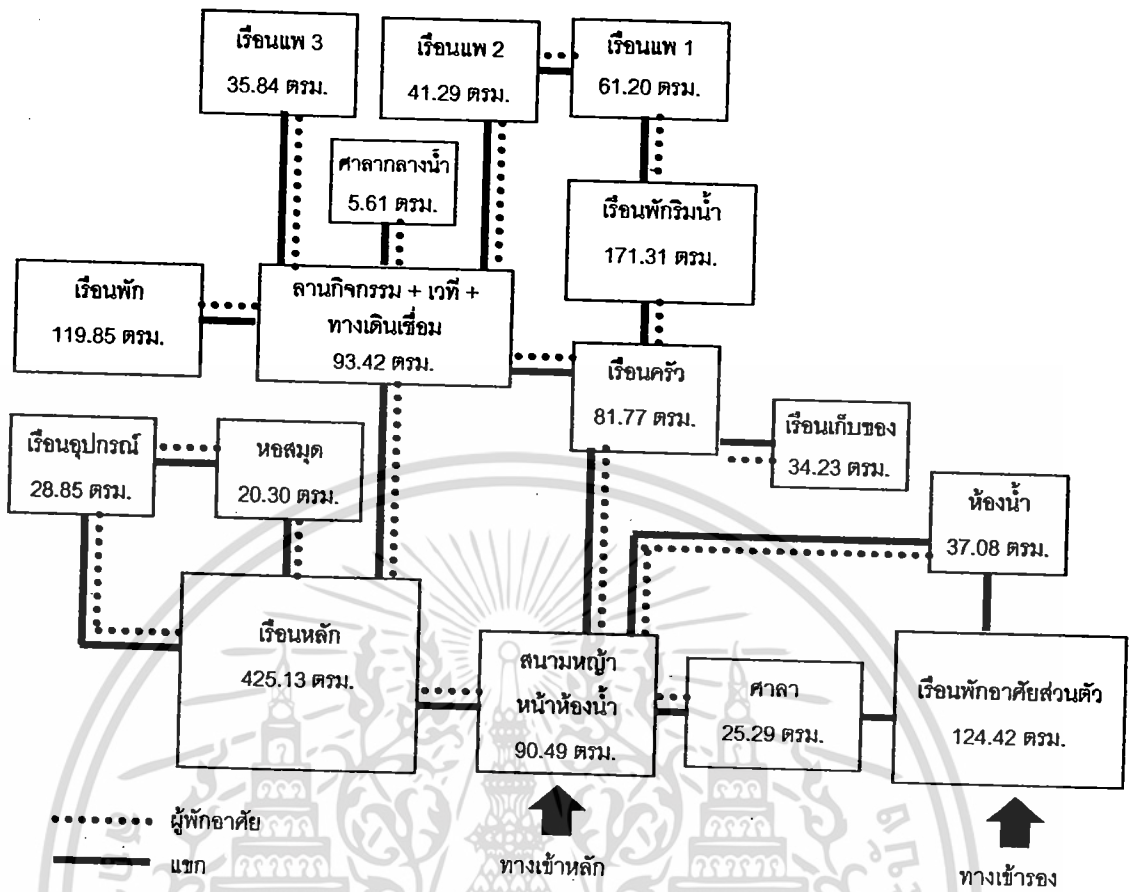 เรือนแพ 3
35.84 ตรม.
เรือนแพ 2
41.29 ตรม.
เรือนแพ 1
61.20 ตรม.
ศาลากลางน้ำ
5.61 ตรม.
เรือนพักริมน้ำ
171.31 ตรม.
เรือนพัก
119.85 ตรม.
ลานกิจกรรม + เวที +
ทางเดินเชื่อม
93.42 ตรม.
เรือนครัว
81.77 ตรม.
เรือนเก็บของ
34.23 ตรม.
เรือนอุปกรณ์
28.85 ตรม.
หอสมุด
20.30 ตรม.
ห้องน้ำ
37.08 ตรม.
เรือนหลัก
425.13 ตรม.
สนามหญ้า
หน้าห้องน้ำ
90.49 ตรม.
ศาลา
25.29 ตรม.
เรือนพักอาศัยส่วนตัว
124.42 ตรม.
ผู้พักอาศัย
แขก
ทางเข้าหลัก
ทางเข้ารอง